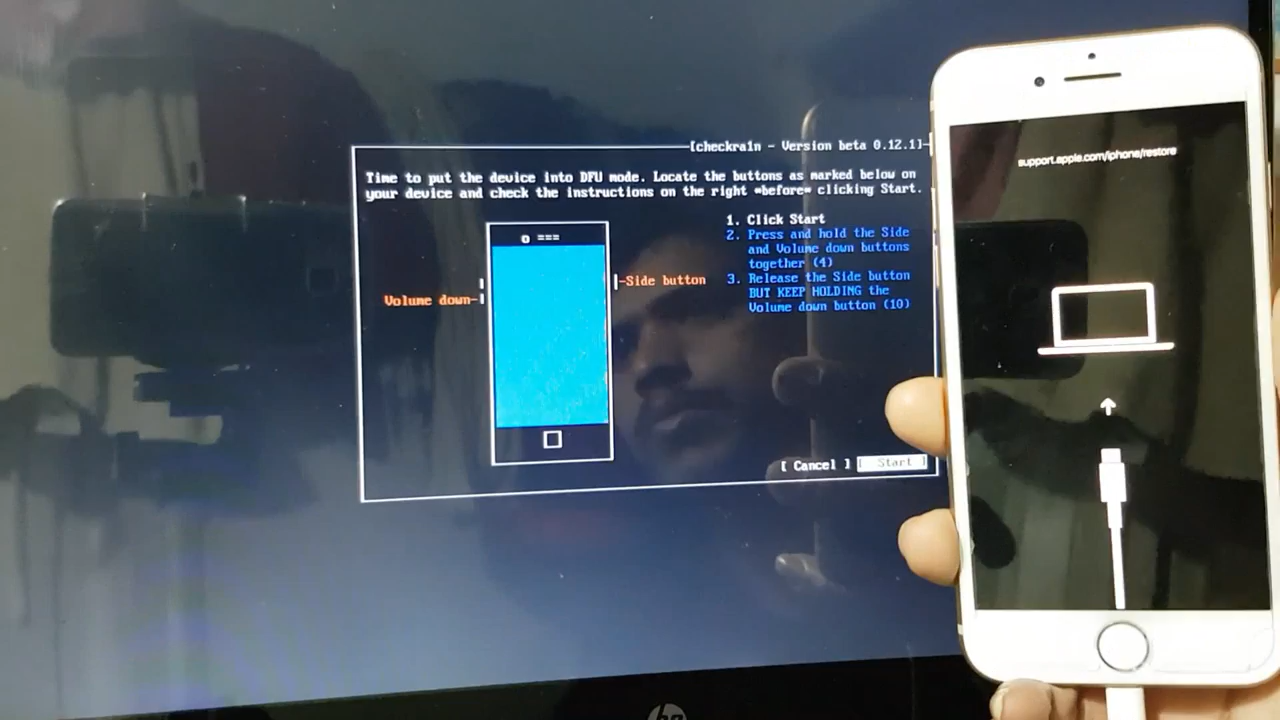 [checkra1n - Version beta 0.12.1]
Time to put the device into DFU mode. Locate the buttons as marked below on
your device and check the instructions on the right *before* clicking Start.
o ===
Volume down-
-Side button
1. Click Start
2. Press and hold the Side
and Volume down buttons
together (4)
3. Release the Side button
BUT KEEP HOLDING the
Volume down button (10)
[ Cancel ] [ Start ]
support.apple.com/iphone/restore
hp